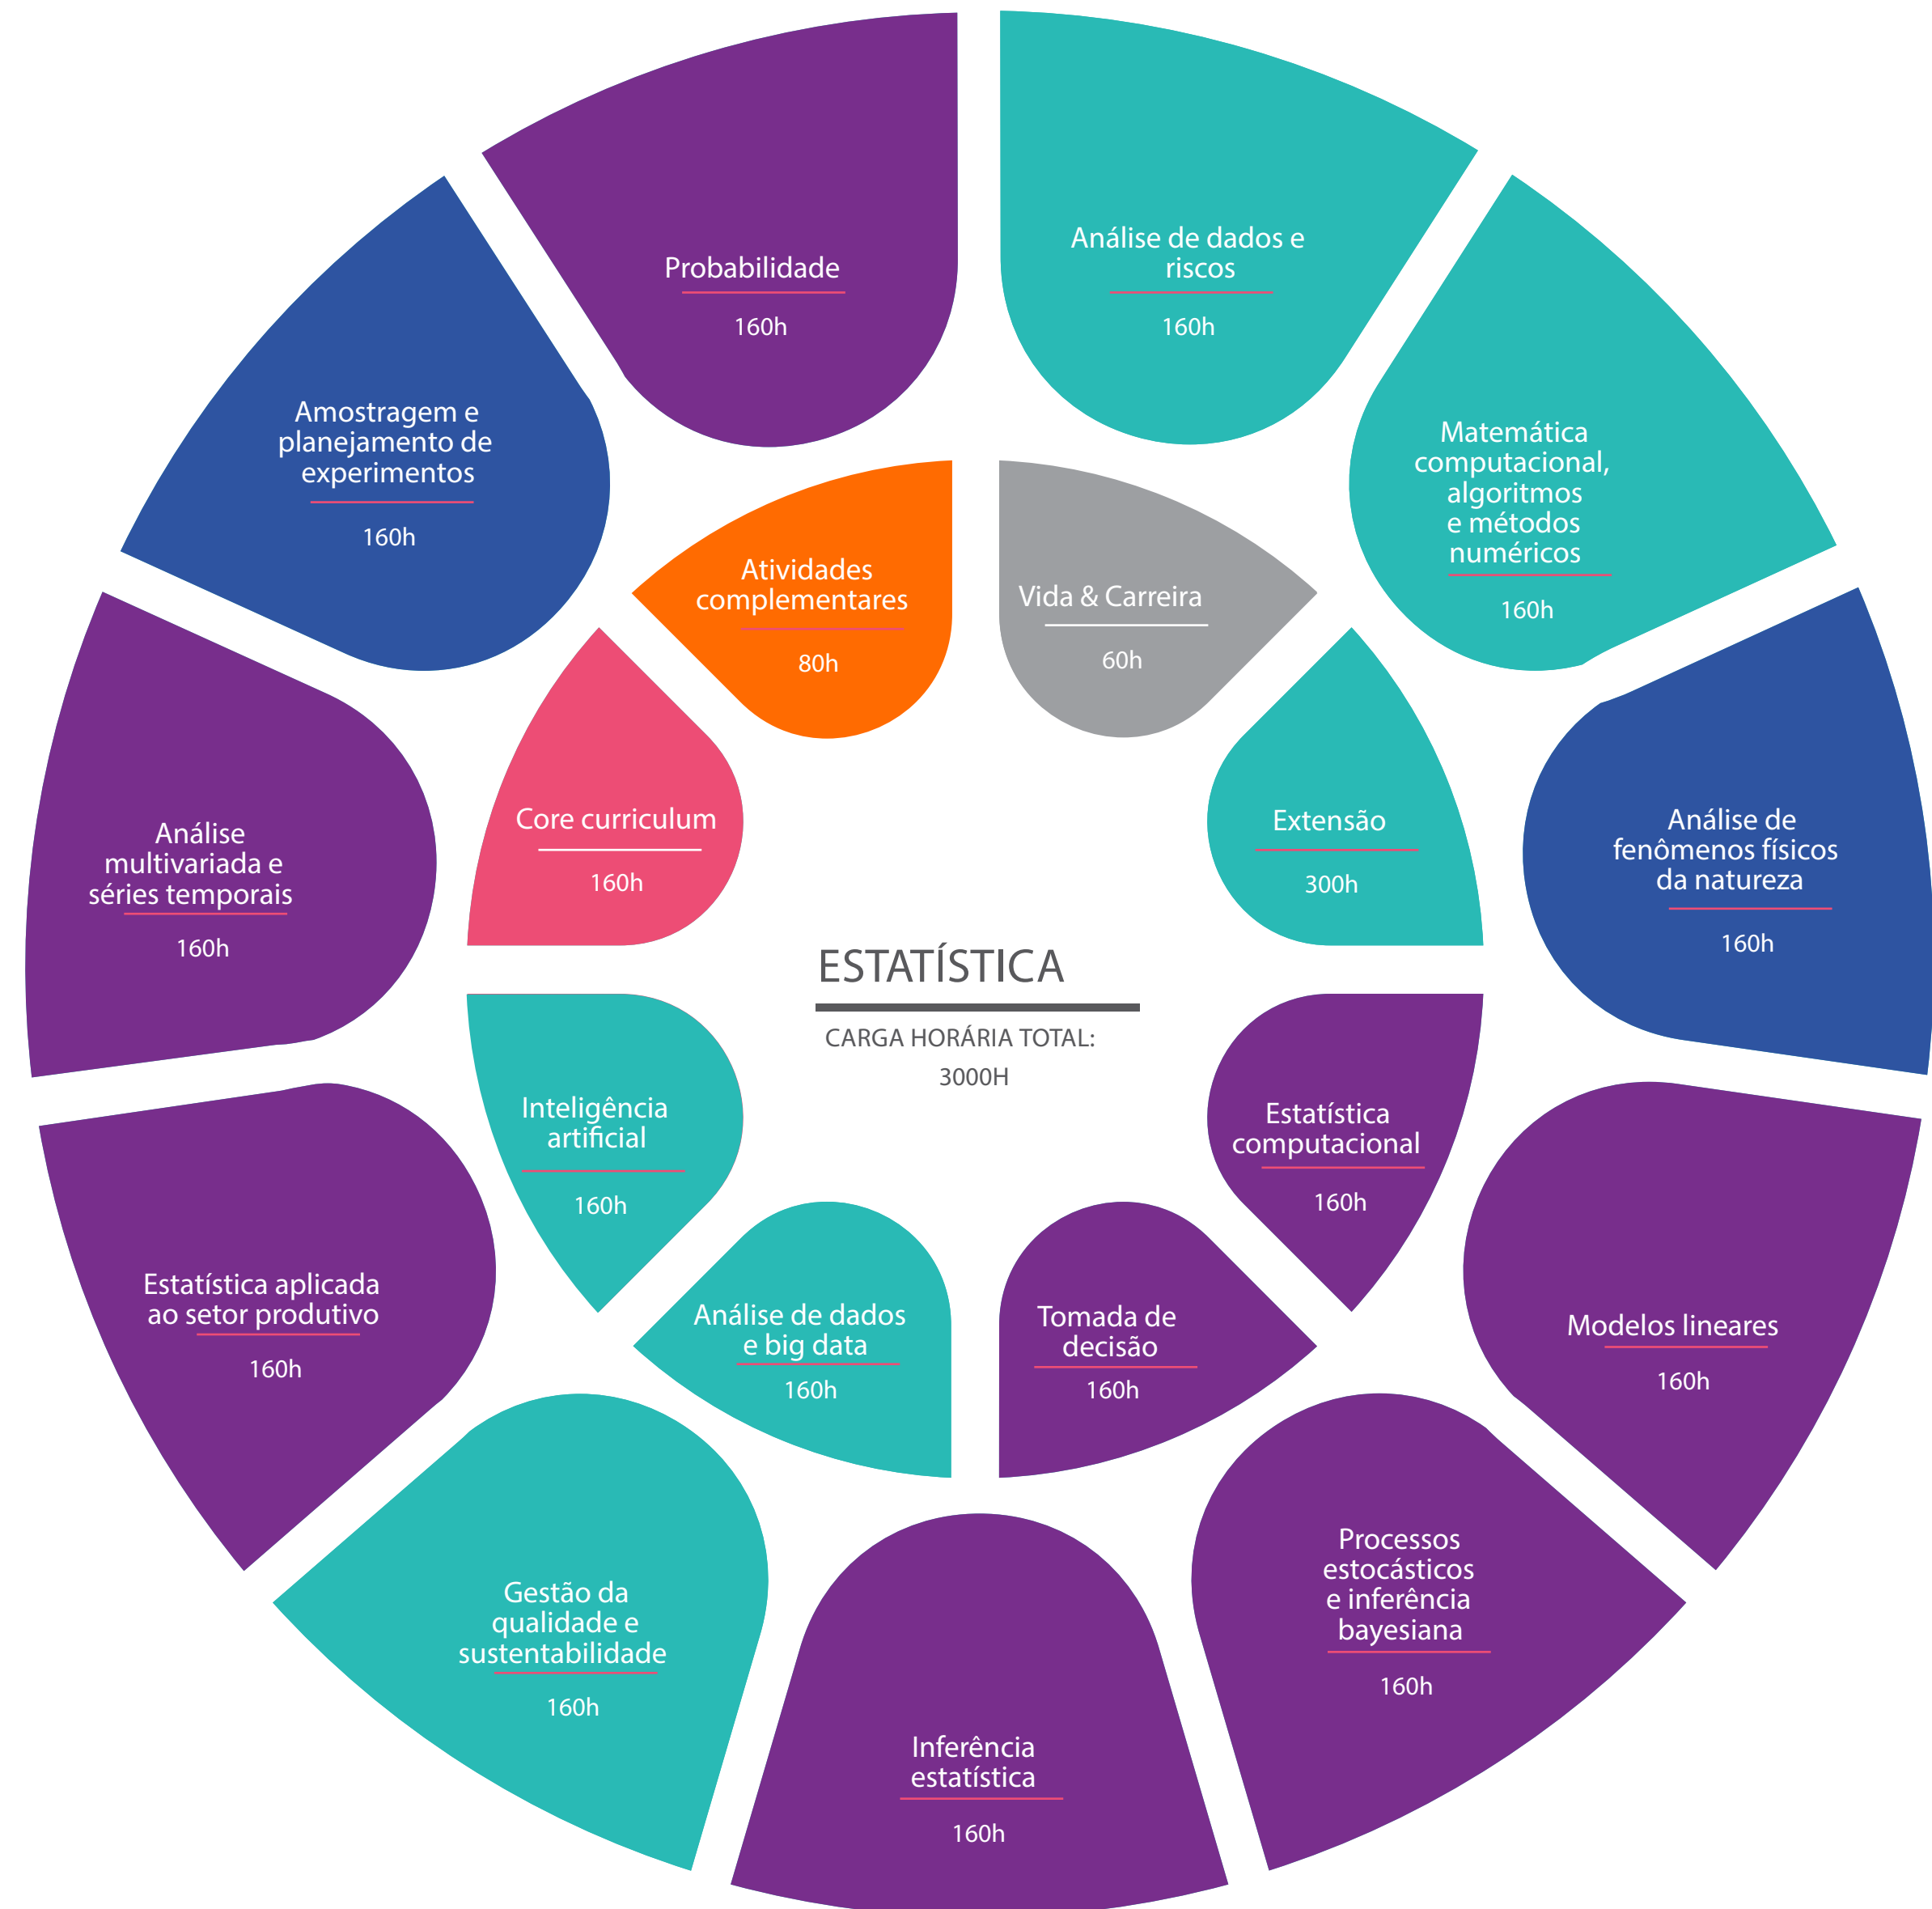 Probabilidade
160h
Análise de dados e
riscos
160h
Matemática
computacional,
algoritmos
e métodos
numéricos
160h
Análise de
fenômenos físicos
da natureza
160h
Modelos lineares
160h
Processos
estocásticos
e inferência
bayesiana
160h
Inferência
estatística
160h
Gestão da
qualidade e
sustentabilidade
160h
Estatística aplicada
ao setor produtivo
160h
Análise
multivariada e
séries temporais
160h
Amostragem e
planejamento de
experimentos
160h
Atividades
complementares
80h
Vida & Carreira
60h
Extensão
300h
Estatística
computacional
160h
Tomada de
decisão
160h
Análise de dados
e big data
160h
Inteligência
artificial
160h
Core curriculum
160h
ESTATÍSTICA
CARGA HORÁRIA TOTAL:
3000H